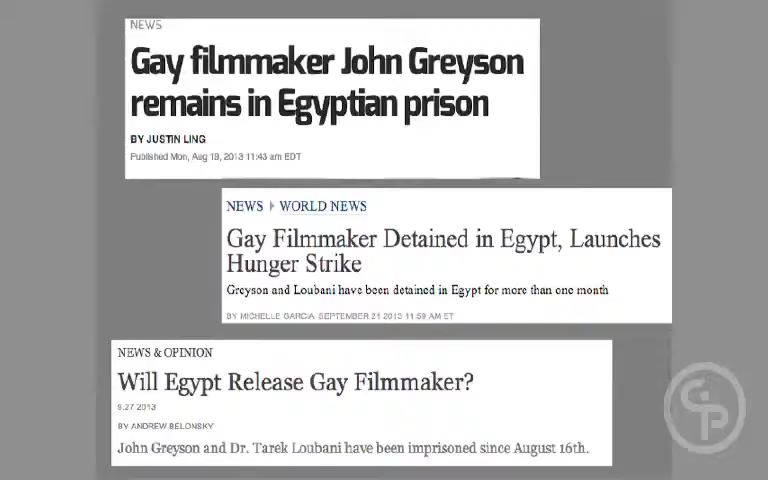 NEWS
Gay filmmaker John Greyson
remains in Egyptian prison
BY JUSTIN LING
Published Mon, Aug 19, 2013 11:43 am EDT
NEWS WORLD NEWS
Gay Filmmaker Detained in Egypt, Launches
Hunger Strike
Greyson and Loubani have been detained in Egypt for more than one month
BY MICHELLE GARCIA SEPTEMBER 21 2013 11:59 AM ET
NEWS & OPINION
Will Egypt Release Gay Filmmaker?
9.27 2013
BY ANDREW BELONSKY
John Greyson and Dr. Tarek Loubani have been imprisoned since August 16th.